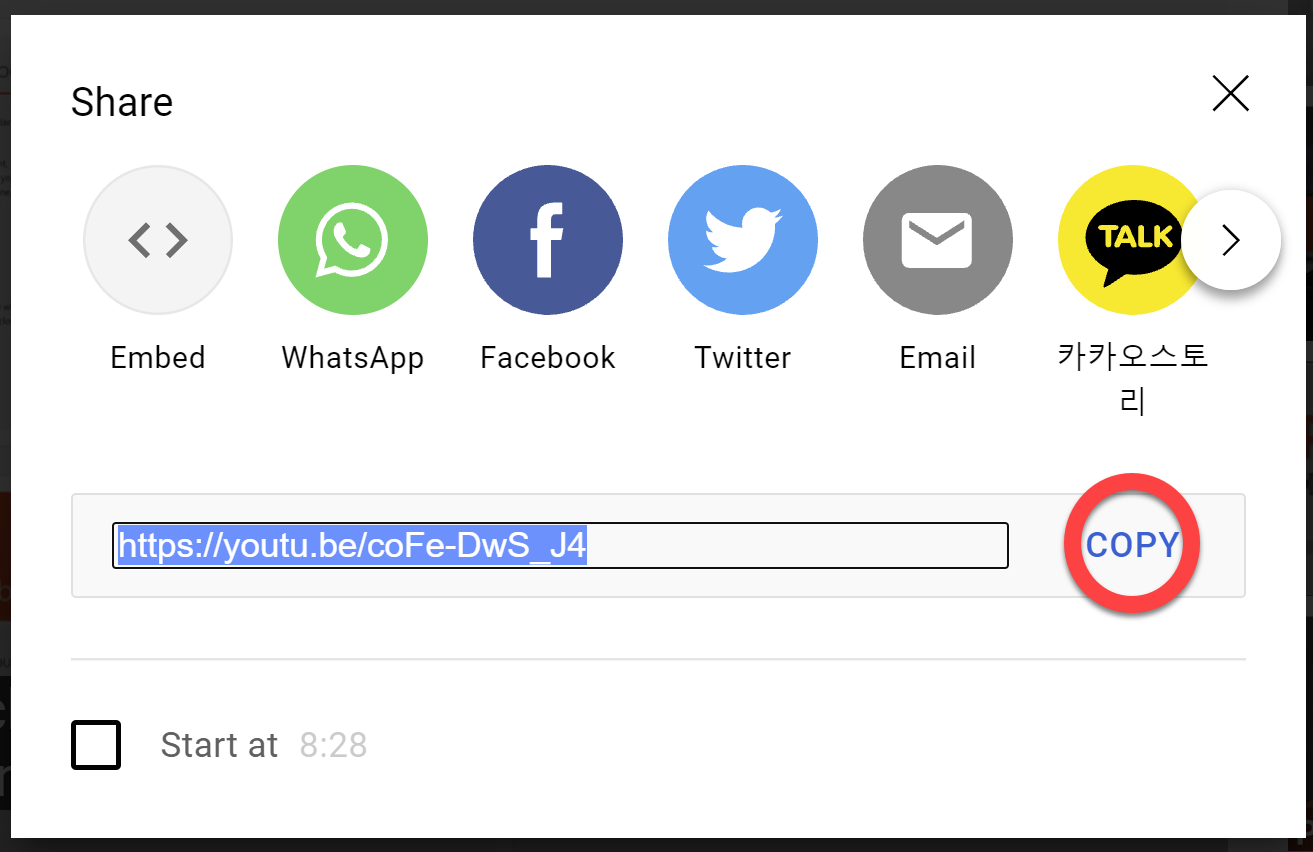 Share
TALK
Embed
WhatsApp
Facebook
Twitter
Email
카카오스토
리
https://youtu.be/coFe-DwS_J4
COPY
Start at 8:28